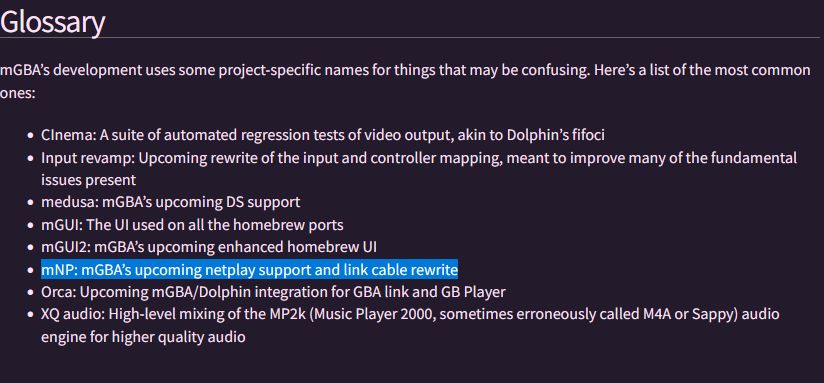 Glossary
mGBA’s development uses some project-specific names for things that may be confusing. Here’s a list of the most common
ones:
• CInema: A suite of automated regression tests of video output, akin to Dolphin’s fifoci
• Input revamp: Upcoming rewrite of the input and controller mapping, meant to improve many of the fundamental
issues present
• medusa: mGBA’s upcoming DS support
• mGUI: The UI used on all the homebrew ports
• mGUI2: mGBA’s upcoming enhanced homebrew UI
• mNP: mGBA’s upcoming netplay support and link cable rewrite
• Orca: Upcoming mGBA/Dolphin integration for GBA link and GB Player
• XQ audio: High-level mixing of the MP2k (Music Player 2000, sometimes erroneously called M4A or Sappy) audio
engine for higher quality audio